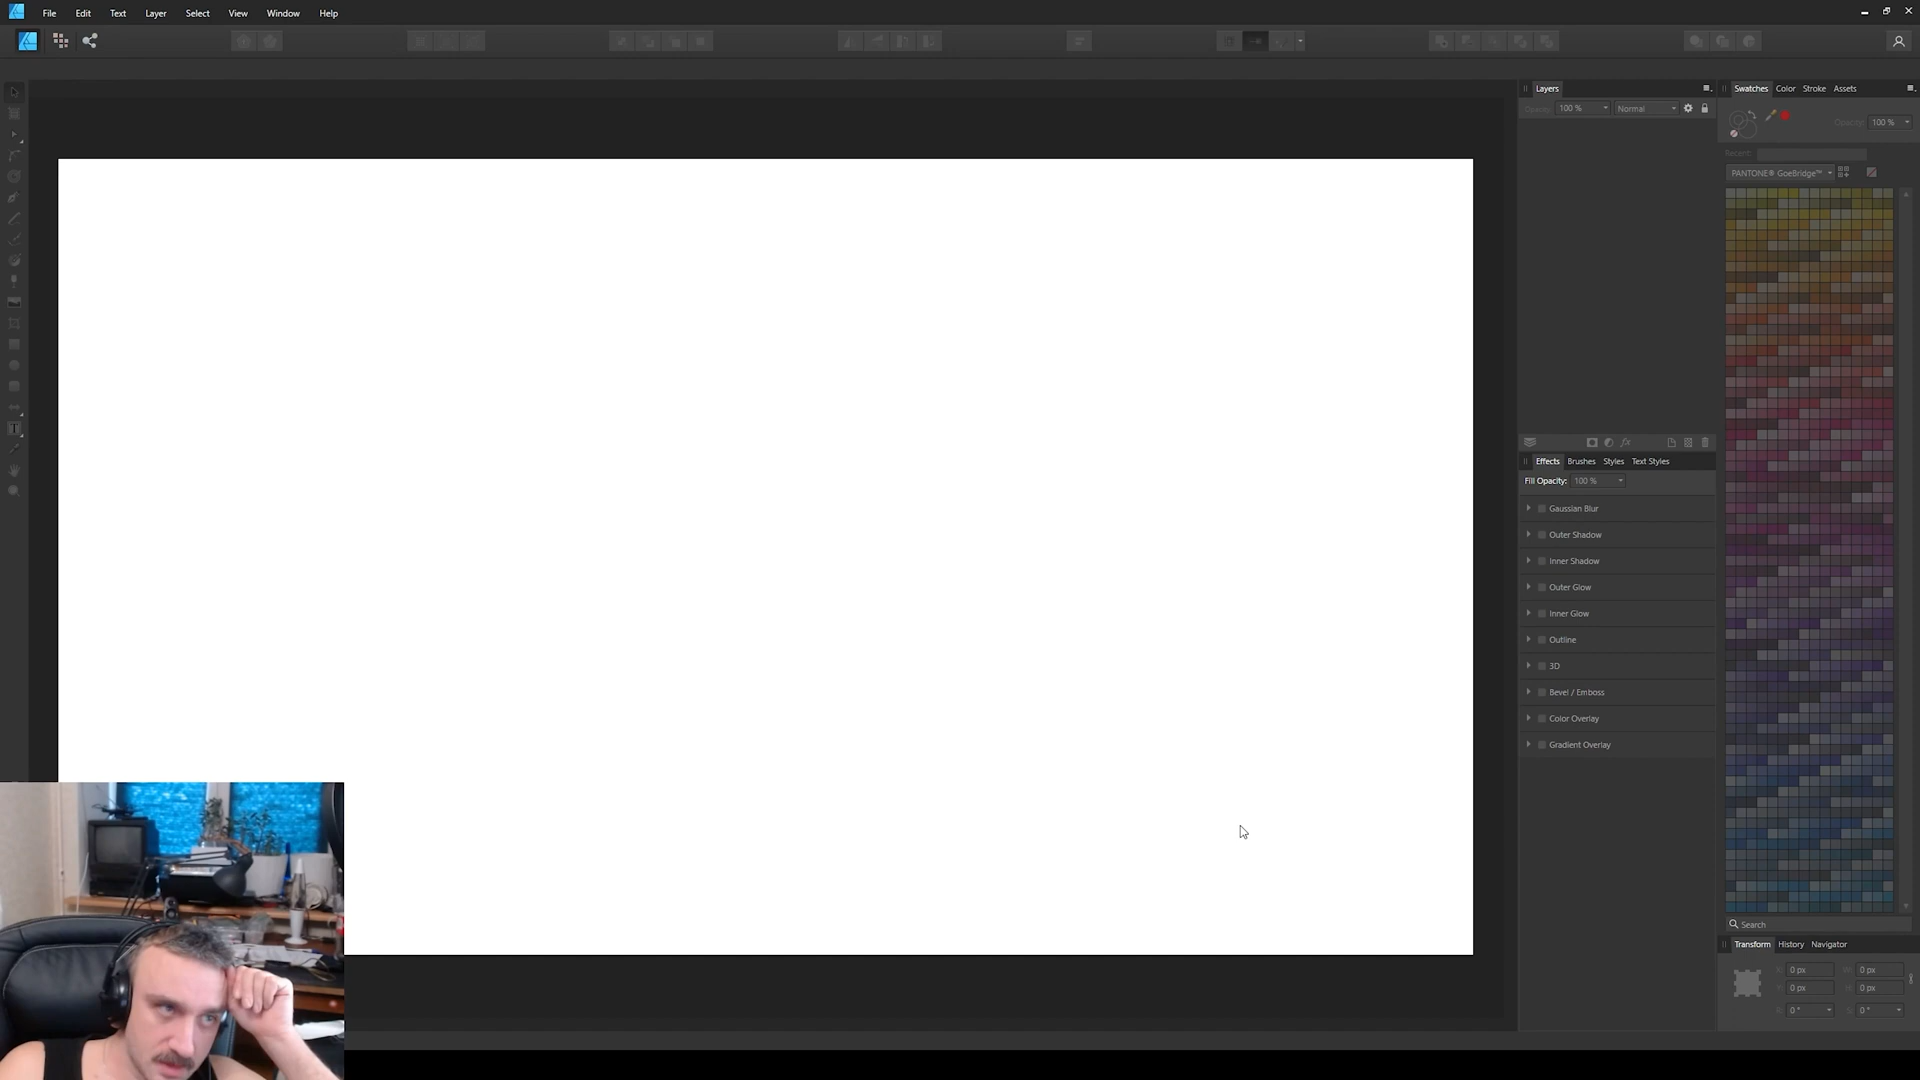 File Edit Text Layer Select View Window Help
Layers
Swatches Color Stroke Assets
Opacity: 100 % Normal
Opacity: 100 %
Recent:
PANTONE® GoeBridge™
Effects Brushes Styles Text Styles
Fill Opacity: 100 %
Gaussian Blur
Outer Shadow
Inner Shadow
Outer Glow
Inner Glow
Outline
3D
Bevel / Emboss
Color Overlay
Gradient Overlay
Search
Transform History Navigator
X: 0 px W: 0 px
Y: 0 px H: 0 px
R: 0 ° S: 0 °